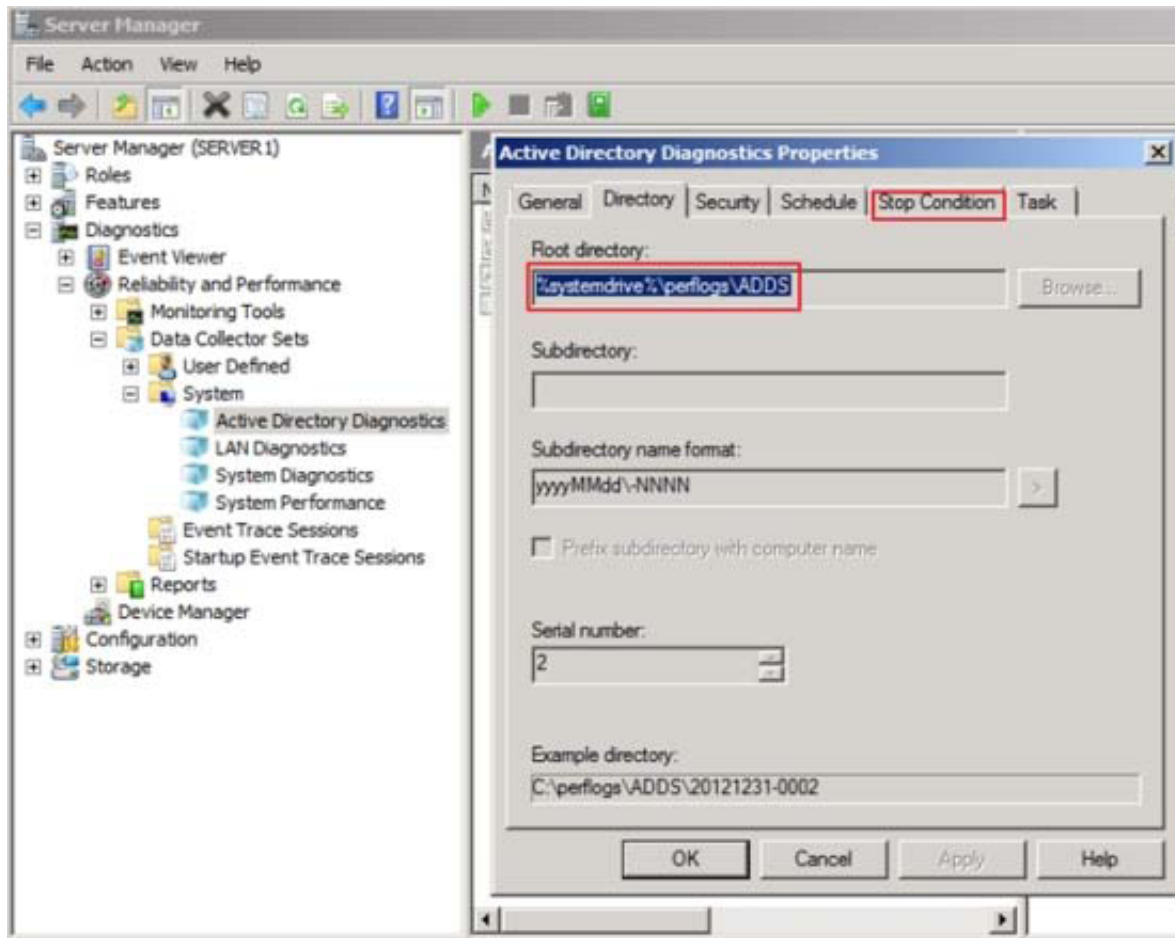 Server Manager
File Action View Help
Server Manager (SERVER1)
Roles
Features
Diagnostics
Event Viewer
Reliability and Performance
Monitoring Tools
Data Collector Sets
User Defined
System
Active Directory Diagnostics
LAN Diagnostics
System Diagnostics
System Performance
Event Trace Sessions
Startup Event Trace Sessions
Reports
Device Manager
Configuration
Storage
Active Directory Diagnostics Properties
General Directory Security Schedule Stop Condition Task
Root directory:
%systemdrive%\perflogs\ADDS
Browse...
Subdirectory:
Subdirectory name format:
yyyyMMdd\-NNNN
>
Prefix subdirectory with computer name
Serial number:
2
Example directory:
C:\perflogs\ADDS\20121231-0002
OK Cancel Apply Help